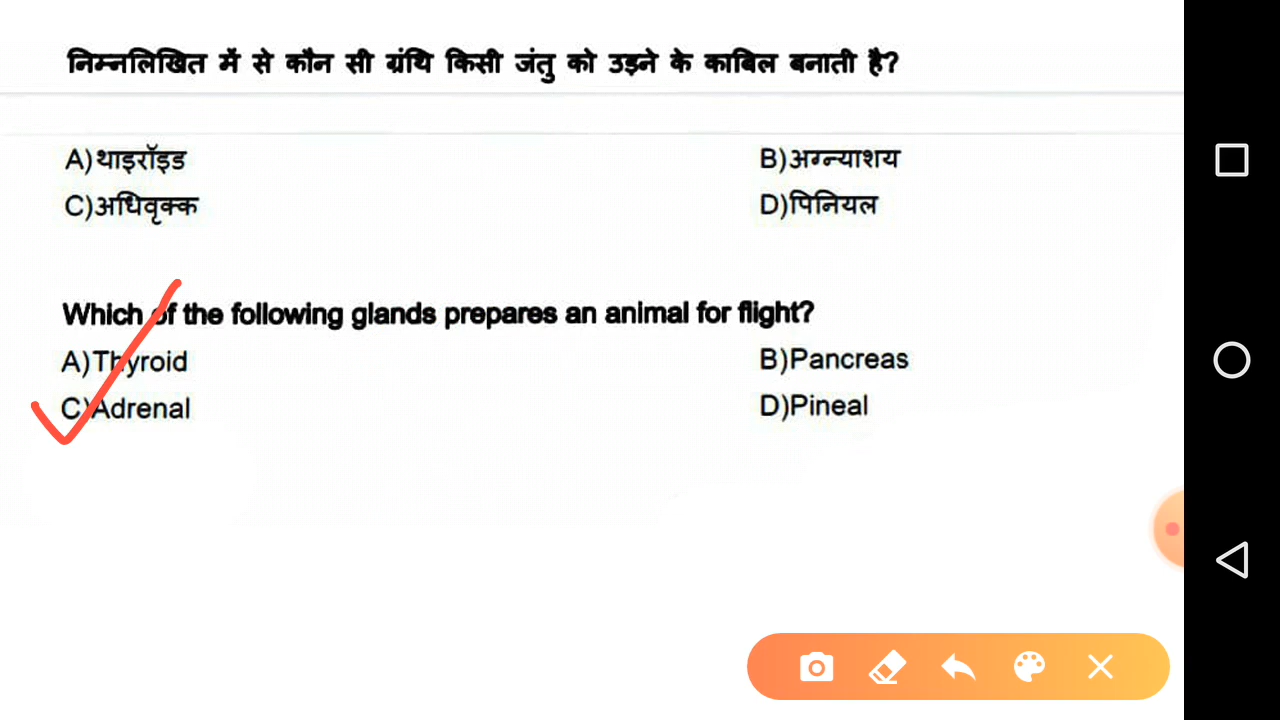 निम्नलिखित में से कौन सी ग्रंथि किसी जंतु को उड़ने के काबिल बनाती है?
A)थाइरॉइड B)अग्न्याशय
C)अधिवृक्क D)पिनियल
Which of the following glands prepares an animal for flight?
A)Thyroid B)Pancreas
C)Adrenal D)Pineal